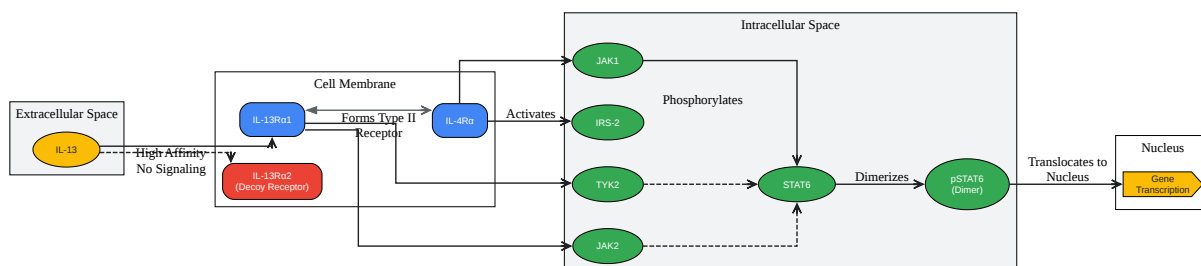 Intracellular Space
JAK1
Cell Membrane
Phosphorylates
Extracellular Space
IL-13Rα1
Forms Type II
Receptor
IL-4Rα
Activates
IRS-2
IL-13
High Affinity
No Signaling
IL-13Rα2
(Decoy Receptor)
TYK2
STAT6
Dimerizes
pSTAT6
(Dimer)
Translocates to
Nucleus
Nucleus
Gene
Transcription
JAK2